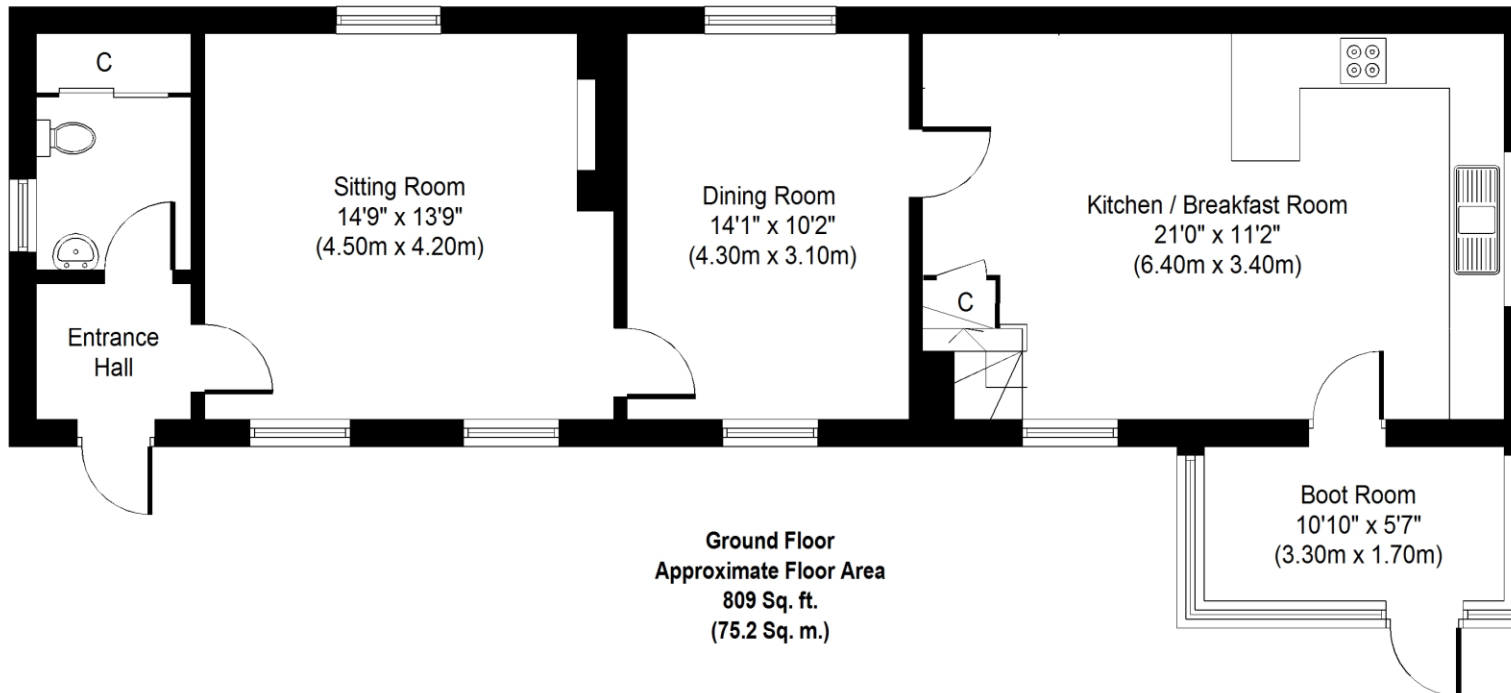 C
Sitting Room
14'9" x 13'9"
(4.50m x 4.20m)
Dining Room
14'1" x 10'2"
(4.30m x 3.10m)
Kitchen / Breakfast Room
21'0" x 11'2"
(6.40m x 3.40m)
C
Entrance
Hall
Boot Room
10'10" x 5'7"
(3.30m x 1.70m)
Ground Floor
Approximate Floor Area
809 Sq. ft.
(75.2 Sq. m.)